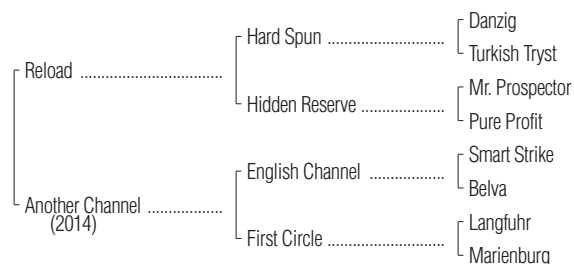 Danzig
Hard Spun ..............................
Turkish Tryst
Reload .....................................
Mr. Prospector
Hidden Reserve .....................
Pure Profit
Smart Strike
English Channel ...................
Belva
Another Channel ...................
(2014)
Langfuhr
First Circle ..............................
Marienburg